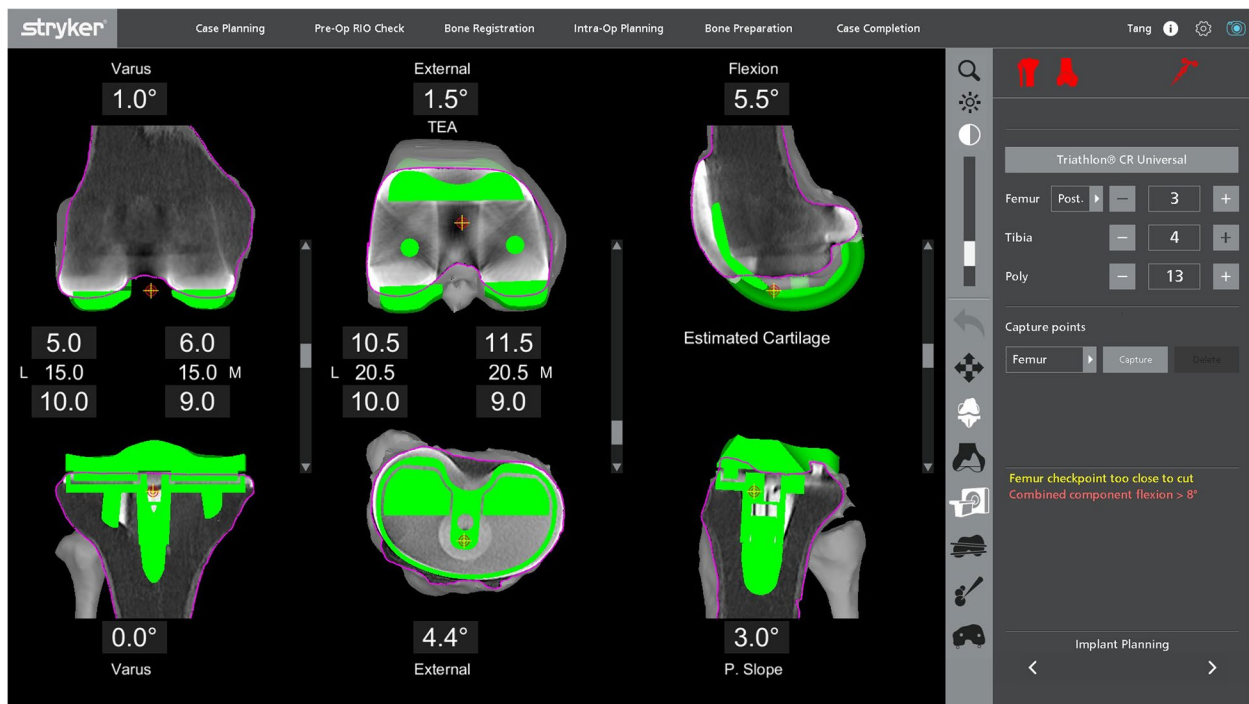 stryker
Case Planning
Pre-Op RIO Check
Bone Registration
Intra-Op Planning
Bone Preparation
Case Completion
Tang
i
Varus
1.0°
External
1.5°
TEA
Flexion
5.5°
5.0 6.0
L 15.0 15.0 M
10.0 9.0
10.5 11.5
L 20.5 20.5 M
10.0 9.0
Estimated Cartilage
0.0°
Varus
4.4°
External
3.0°
P. Slope
Triathlon® CR Universal
Femur Post. − 3 +
Tibia − 4 +
Poly − 13 +
Capture points
Femur Capture Delete
Femur checkpoint too close to cut
Combined component flexion > 8°
Implant Planning